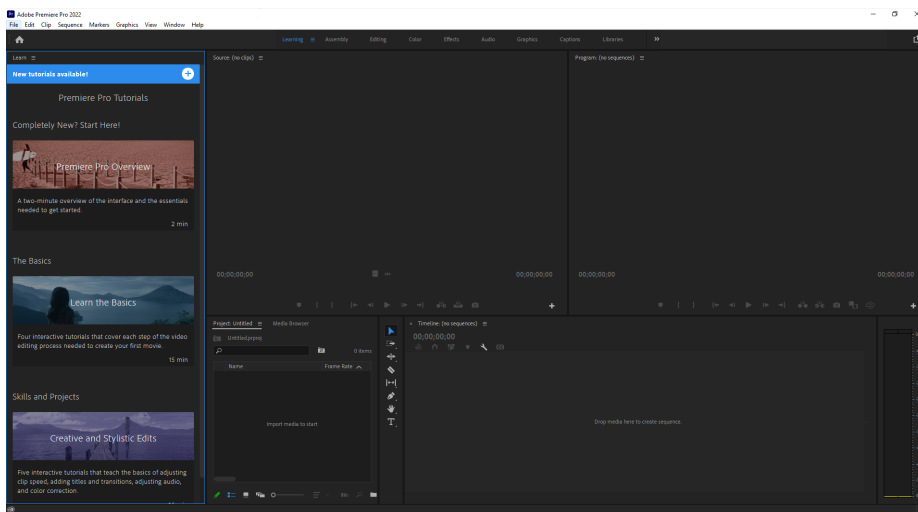 Adobe Premiere Pro 2022
File Edit Clip Sequence Markers Graphics View Window Help
Learning Assembly Editing Color Effects Audio Graphics Captions Libraries
Learn
Source: (no clips)
Program: (no sequences)
New tutorials available!
Premiere Pro Tutorials
Completely New? Start Here!
Premiere Pro Overview
A two-minute overview of the interface and the essentials
needed to get started.
2 min
The Basics
Learn the Basics
Four interactive tutorials that cover each step of the video
editing process needed to create your first movie.
15 min
Skills and Projects
Creative and Stylistic Edits
Five interactive tutorials that teach the basics of adjusting
clip speed, adding titles and transitions, adjusting audio,
and color correction.
00;00;00;00
00;00;00;00
00;00;00;00
00;00;00;00
Project: Untitled Media Browser
Untitled.prproj
0 items
Name Frame Rate
Import media to start
Timeline: (no sequences)
00;00;00;00
Drop media here to create sequence.